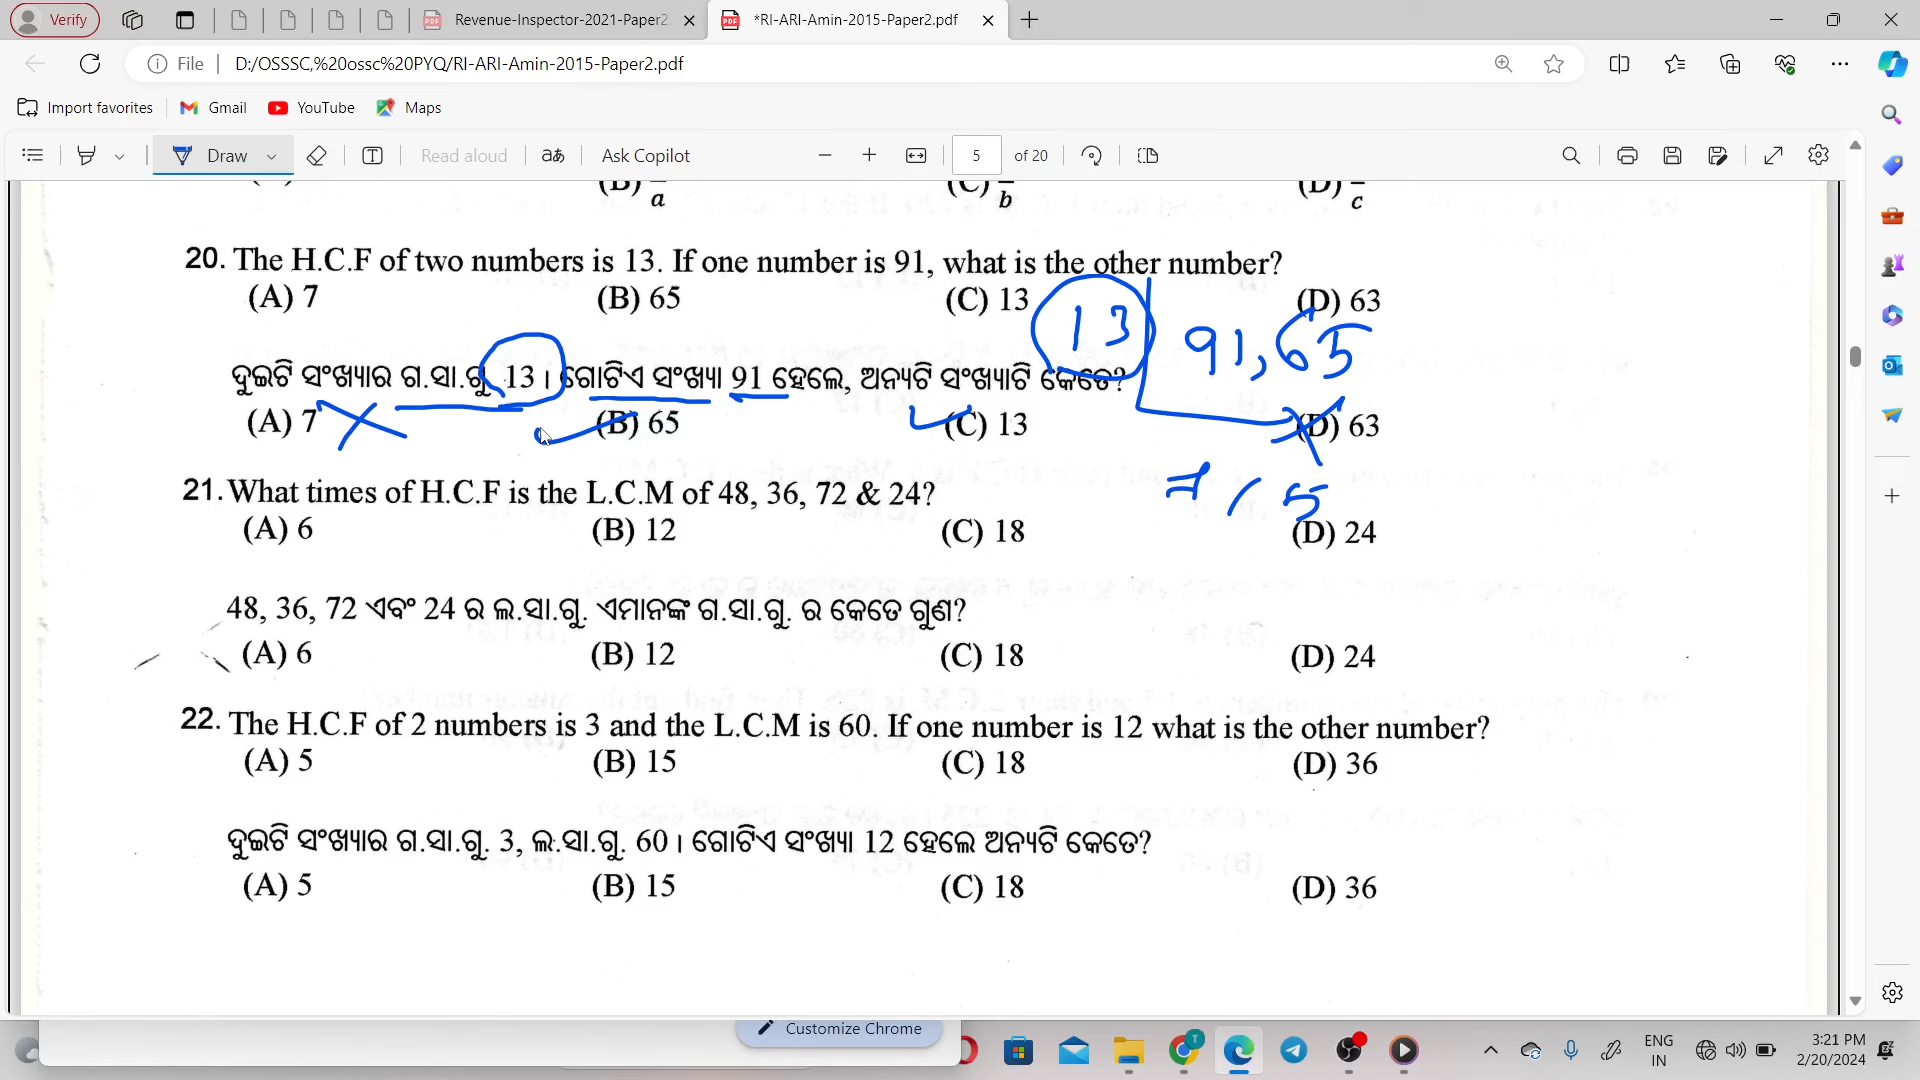 Verify
Revenue-Inspector-2021-Paper2
*RI-ARI-Amin-2015-Paper2.pdf
File
D:/OSSSC,%20ossc%20PYQ/RI-ARI-Amin-2015-Paper2.pdf
Import favorites
Gmail
YouTube
Maps
Draw
Read aloud
aあ
Ask Copilot
5
of 20
(B) a
(C) b
(D) c
20. The H.C.F of two numbers is 13. If one number is 91, what is the other number?
(A) 7 (B) 65 (C) 13 (D) 63
13 91, 65
ଦୁଇଟି ସଂଖ୍ୟାର ଗ.ସା.ଗୁ. 13। ଗୋଟିଏ ସଂଖ୍ୟା 91 ହେଲେ, ଅନ୍ୟଟି ସଂଖ୍ୟାଟି କେତେ?
(A) 7 (B) 65 (C) 13 (D) 63
7, 5
21. What times of H.C.F is the L.C.M of 48, 36, 72 & 24?
(A) 6 (B) 12 (C) 18 (D) 24
48, 36, 72 ଏବଂ 24 ର ଲ.ସା.ଗୁ. ଏମାନଙ୍କ ଗ.ସା.ଗୁ. ର କେତେ ଗୁଣ?
(A) 6 (B) 12 (C) 18 (D) 24
22. The H.C.F of 2 numbers is 3 and the L.C.M is 60. If one number is 12 what is the other number?
(A) 5 (B) 15 (C) 18 (D) 36
ଦୁଇଟି ସଂଖ୍ୟାର ଗ.ସା.ଗୁ. 3, ଲ.ସା.ଗୁ. 60। ଗୋଟିଏ ସଂଖ୍ୟା 12 ହେଲେ ଅନ୍ୟଟି କେତେ?
(A) 5 (B) 15 (C) 18 (D) 36
Customize Chrome
ENG
IN
3:21 PM
2/20/2024